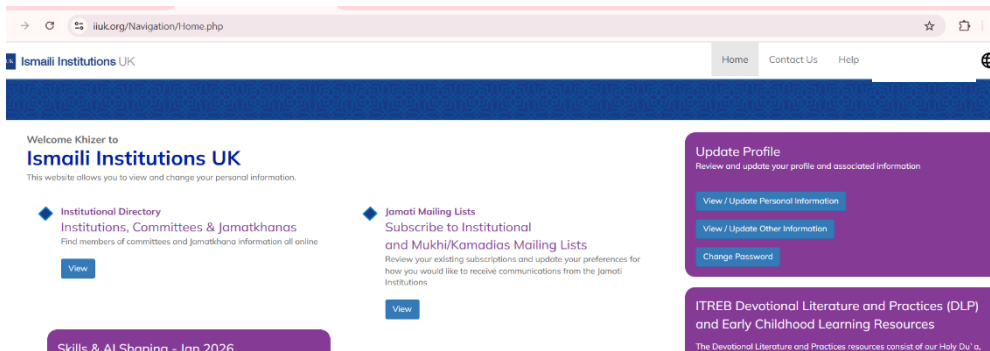 iiuk.org/Navigation/Home.php
UK Ismaili Institutions UK
Home Contact Us Help
Welcome Khizer to
Ismaili Institutions UK
This website allows you to view and change your personal information.
Institutional Directory
Institutions, Committees & Jamatkhanas
Find members of committees and Jamatkhana information all online
View
Jamati Mailing Lists
Subscribe to Institutional
and Mukhi/Kamadias Mailing Lists
Review your existing subscriptions and update your preferences for
how you would like to receive communications from the Jamati
Institutions
View
Skills & AI Shaping - Jan 2026
Update Profile
Review and update your profile and associated information
View / Update Personal Information
View / Update Other Information
Change Password
ITREB Devotional Literature and Practices (DLP)
and Early Childhood Learning Resources
The Devotional Literature and Practices resources consist of our Holy Du`a,